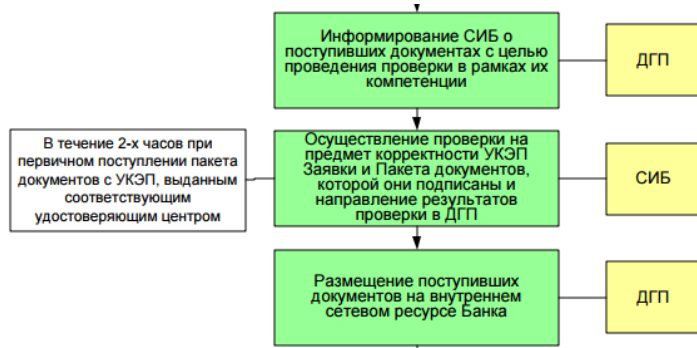 Информирование СИБ о
поступивших документах с целью
проведения проверки в рамках их
компетенции
ДГП
В течение 2-х часов при
первичном поступлении пакета
документов с УКЭП, выданным
соответствующим
удостоверяющим центром
Осуществление проверки на
предмет корректности УКЭП
Заявки и Пакета документов,
которой они подписаны и
направление результатов
проверки в ДГП
СИБ
Размещение поступивших
документов на внутреннем
сетевом ресурсе Банка
ДГП